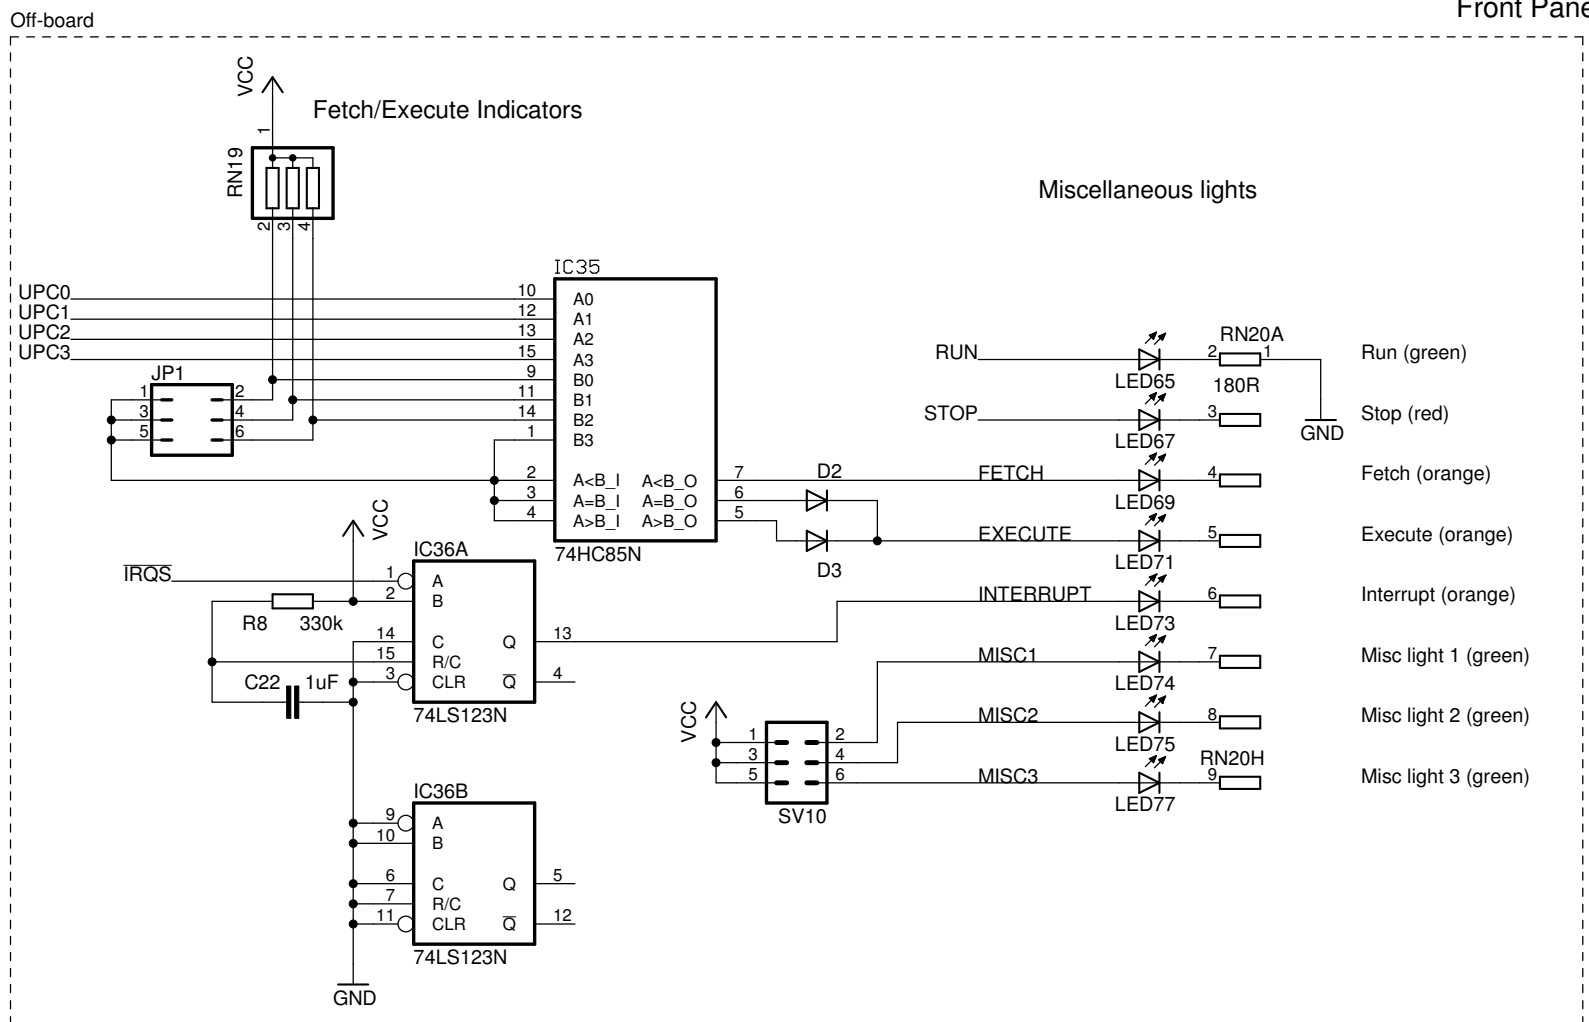 Front Pane
Off-board
VCC
Fetch/Execute Indicators
1
RN19
Miscellaneous lights
2
3
4
IC35
UPC0 10 A0
UPC1 12 A1
UPC2 13 A2
UPC3 15 A3
9 B0
11 B1
14 B2
1 B3
2 A<B_I A<B_O 7
3 A=B_I A=B_O 6
4 A>B_I A>B_O 5
74HC85N
JP1
1 2
3 4
5 6
D2
D3
RN20A
RUN 2 1 Run (green)
LED65 180R
STOP 3 Stop (red)
LED67 GND
FETCH 4 Fetch (orange)
LED69
EXECUTE 5 Execute (orange)
LED71
INTERRUPT 6 Interrupt (orange)
LED73
MISC1 7 Misc light 1 (green)
LED74
MISC2 8 Misc light 2 (green)
LED75
RN20H
MISC3 9 Misc light 3 (green)
LED77
VCC
1 2
3 4
5 6
SV10
VCC
IC36A
IRQS 1 A
2 B
R8 330k
14 C Q 13
15 R/C
3 CLR Q 4
C22 1uF
74LS123N
IC36B
9 A
10 B
6 C Q 5
7 R/C
11 CLR Q 12
74LS123N
GND